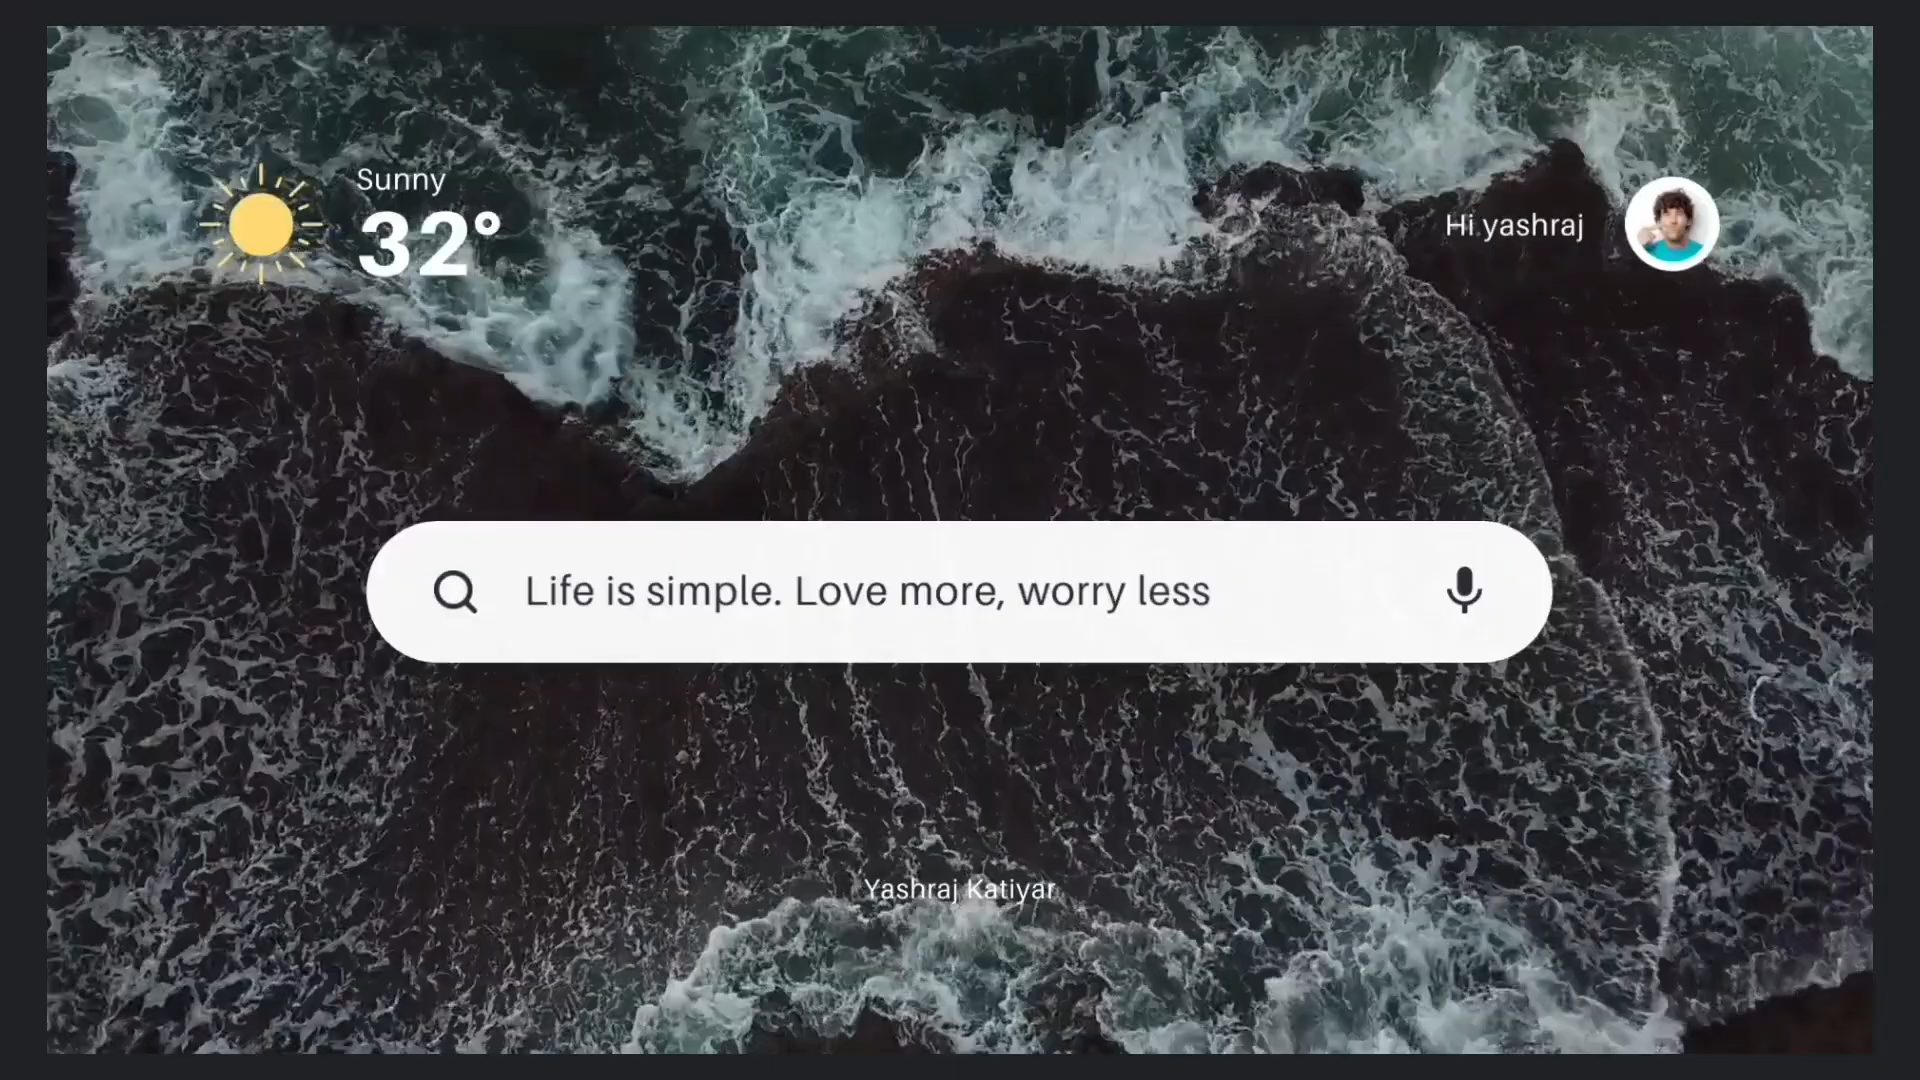 Sunny
32°
Hi yashraj
Life is simple. Love more, worry less
Yashraj Katiyar